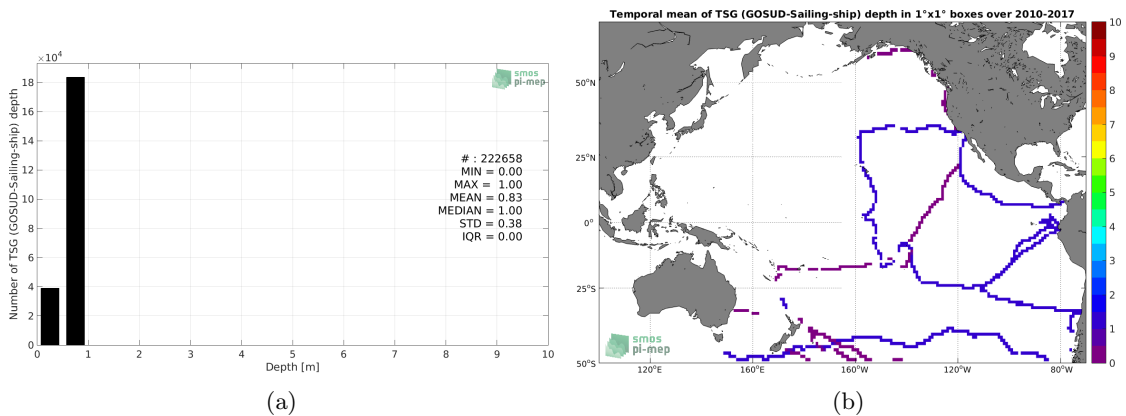 ×10⁴
18
16
14
12
10
8
6
4
2
0
Number of TSG (GOSUD-Sailing-ship) depth
smos
pi-mep
# : 222658
MIN = 0.00
MAX = 1.00
MEAN = 0.83
MEDIAN = 1.00
STD = 0.38
IQR = 0.00
0 1 2 3 4 5 6 7 8 9 10
Depth [m]
(a)
Temporal mean of TSG (GOSUD-Sailing-ship) depth in 1°x1° boxes over 2010-2017
50°N
25°N
0°
25°S
50°S
smos
pi-mep
120°E 160°E 160°W 120°W 80°W
10
9
8
7
6
5
4
3
2
1
0
(b)